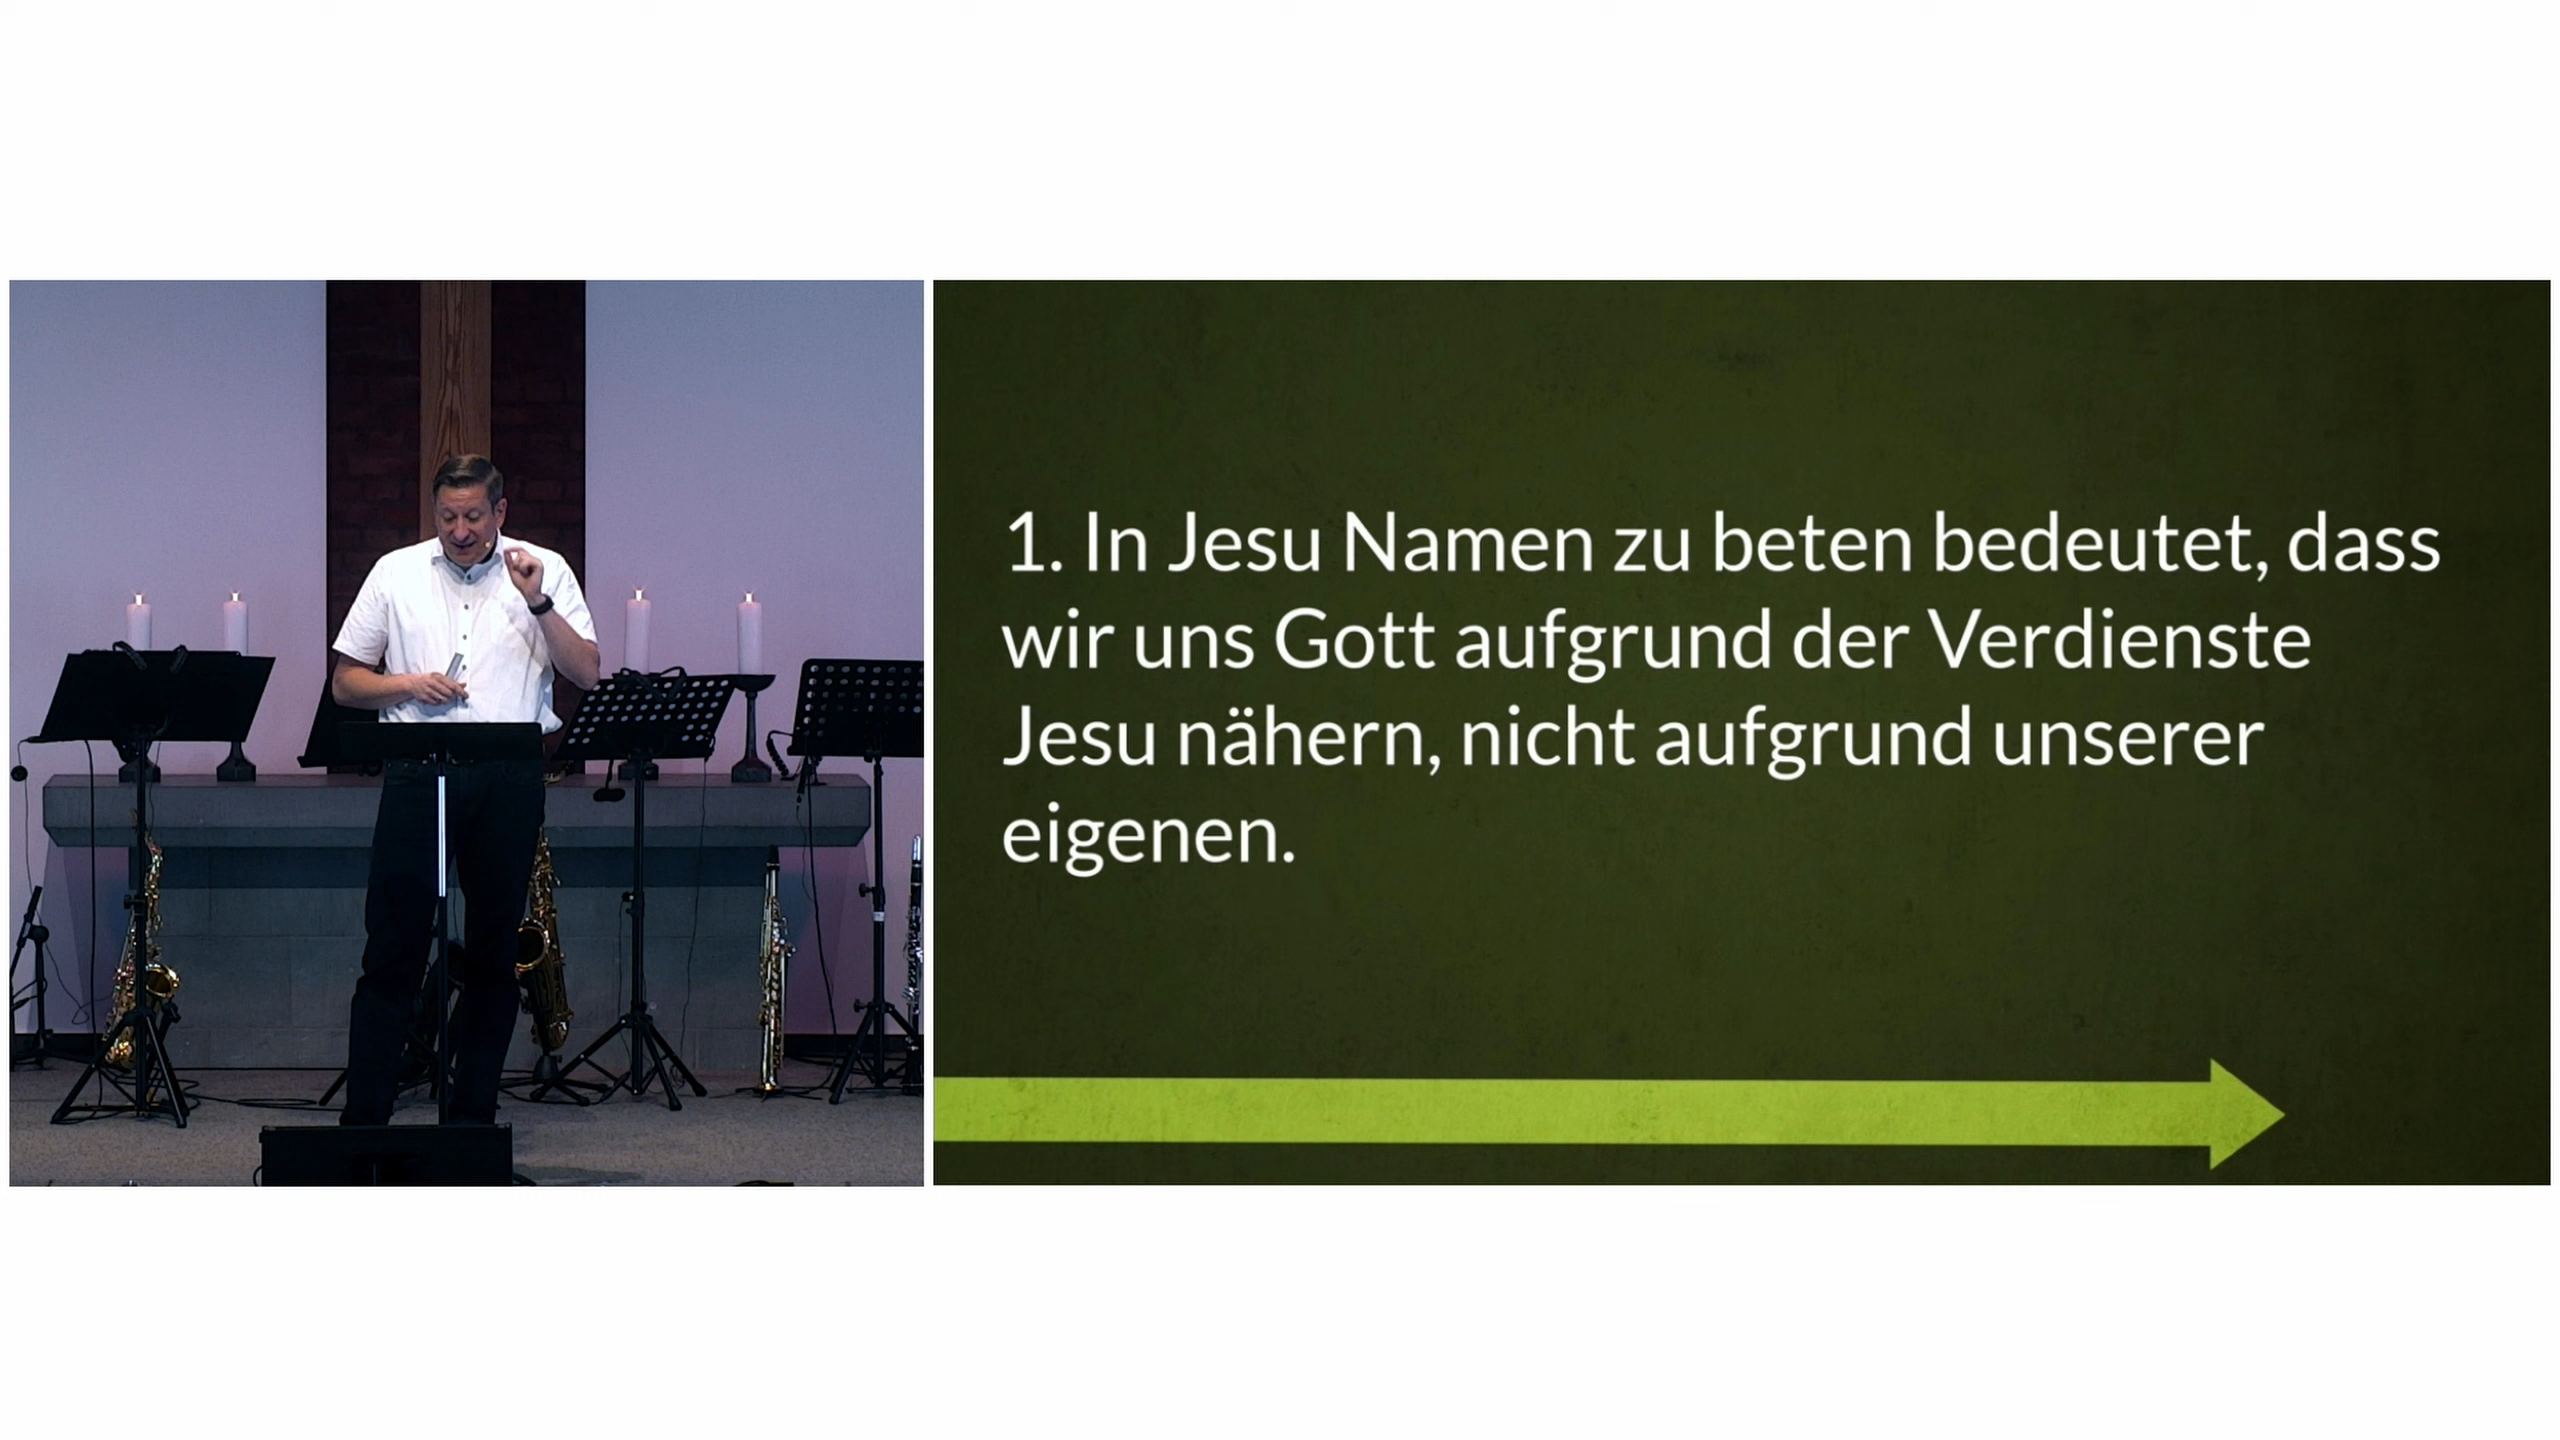 1. In Jesu Namen zu beten bedeutet, dass
wir uns Gott aufgrund der Verdienste
Jesu nähern, nicht aufgrund unserer
eigenen.